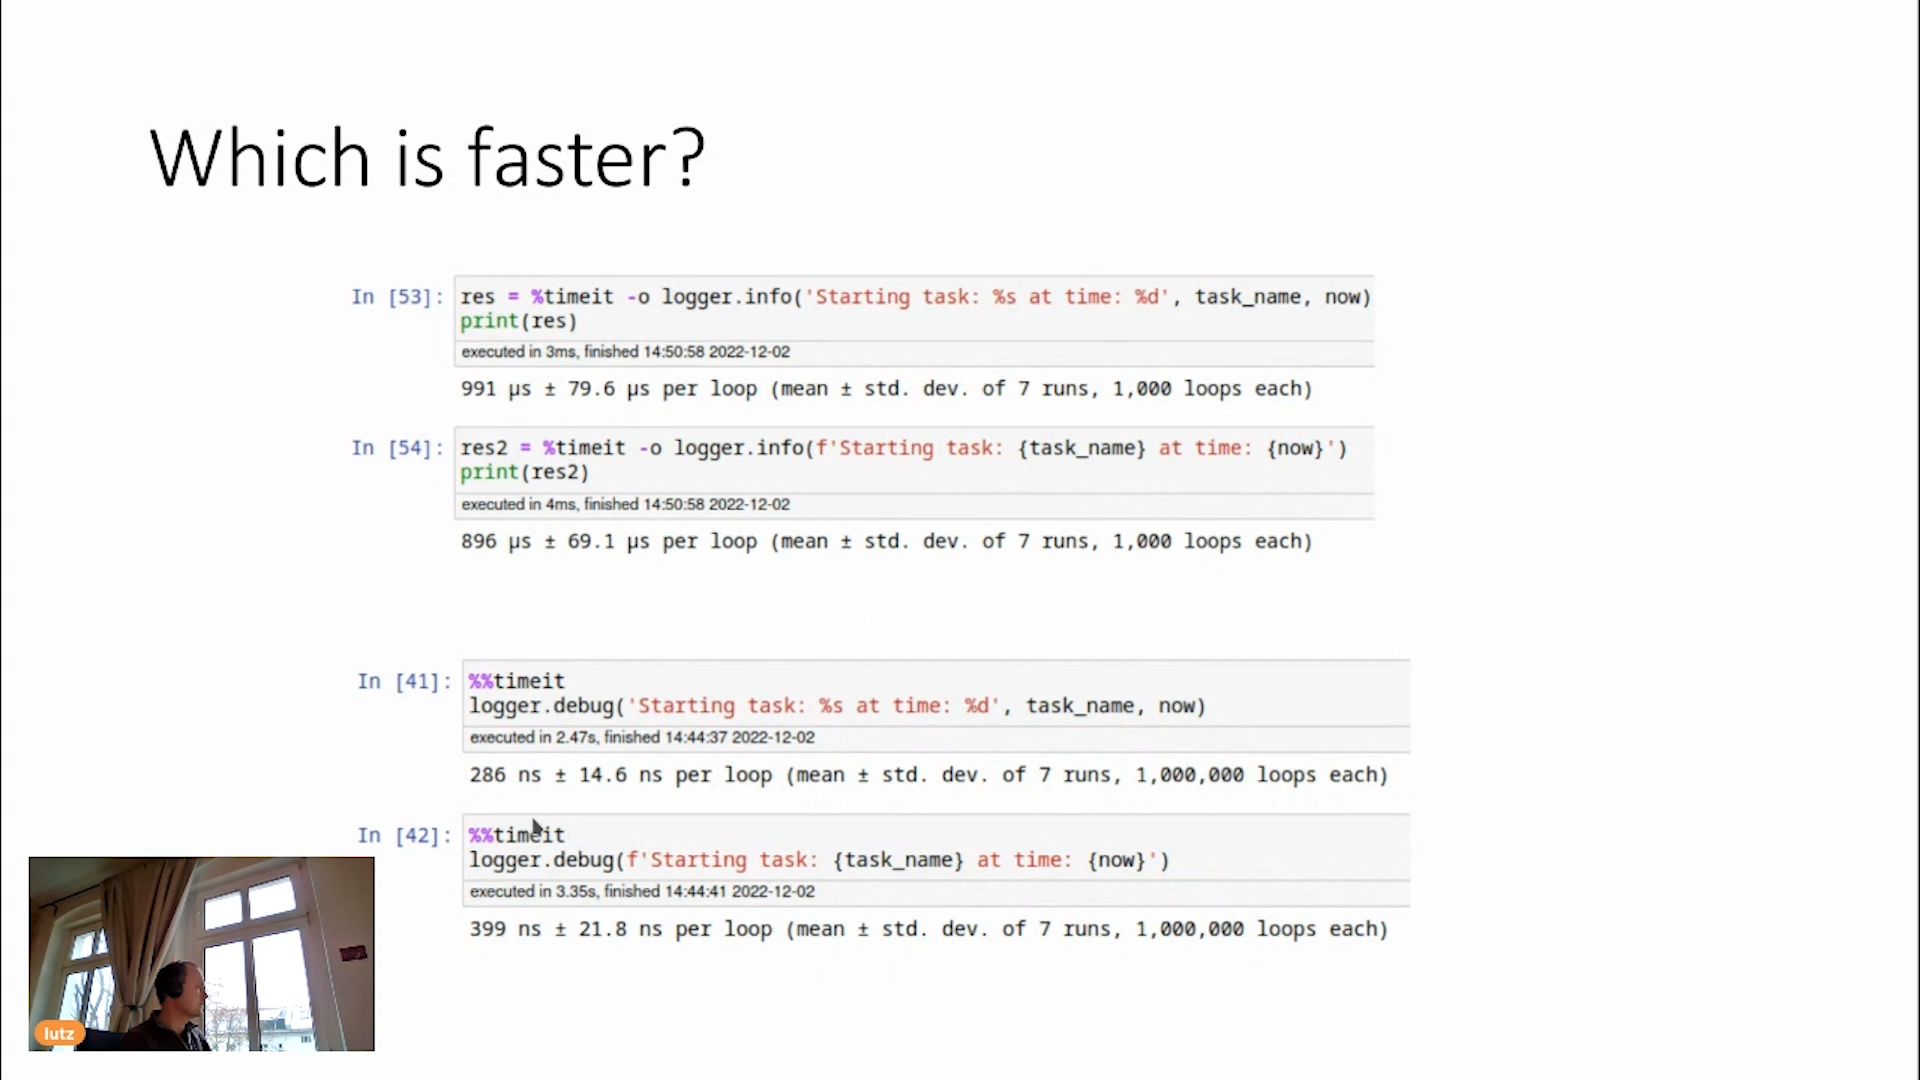 Which is faster?
In [53]: res = %timeit -o logger.info('Starting task: %s at time: %d', task_name, now)
print(res)
executed in 3ms, finished 14:50:58 2022-12-02
991 µs ± 79.6 µs per loop (mean ± std. dev. of 7 runs, 1,000 loops each)
In [54]: res2 = %timeit -o logger.info(f'Starting task: {task_name} at time: {now}')
print(res2)
executed in 4ms, finished 14:50:58 2022-12-02
896 µs ± 69.1 µs per loop (mean ± std. dev. of 7 runs, 1,000 loops each)
In [41]: %%timeit
logger.debug('Starting task: %s at time: %d', task_name, now)
executed in 2.47s, finished 14:44:37 2022-12-02
286 ns ± 14.6 ns per loop (mean ± std. dev. of 7 runs, 1,000,000 loops each)
In [42]: %%timeit
logger.debug(f'Starting task: {task_name} at time: {now}')
executed in 3.35s, finished 14:44:41 2022-12-02
399 ns ± 21.8 ns per loop (mean ± std. dev. of 7 runs, 1,000,000 loops each)
lutz